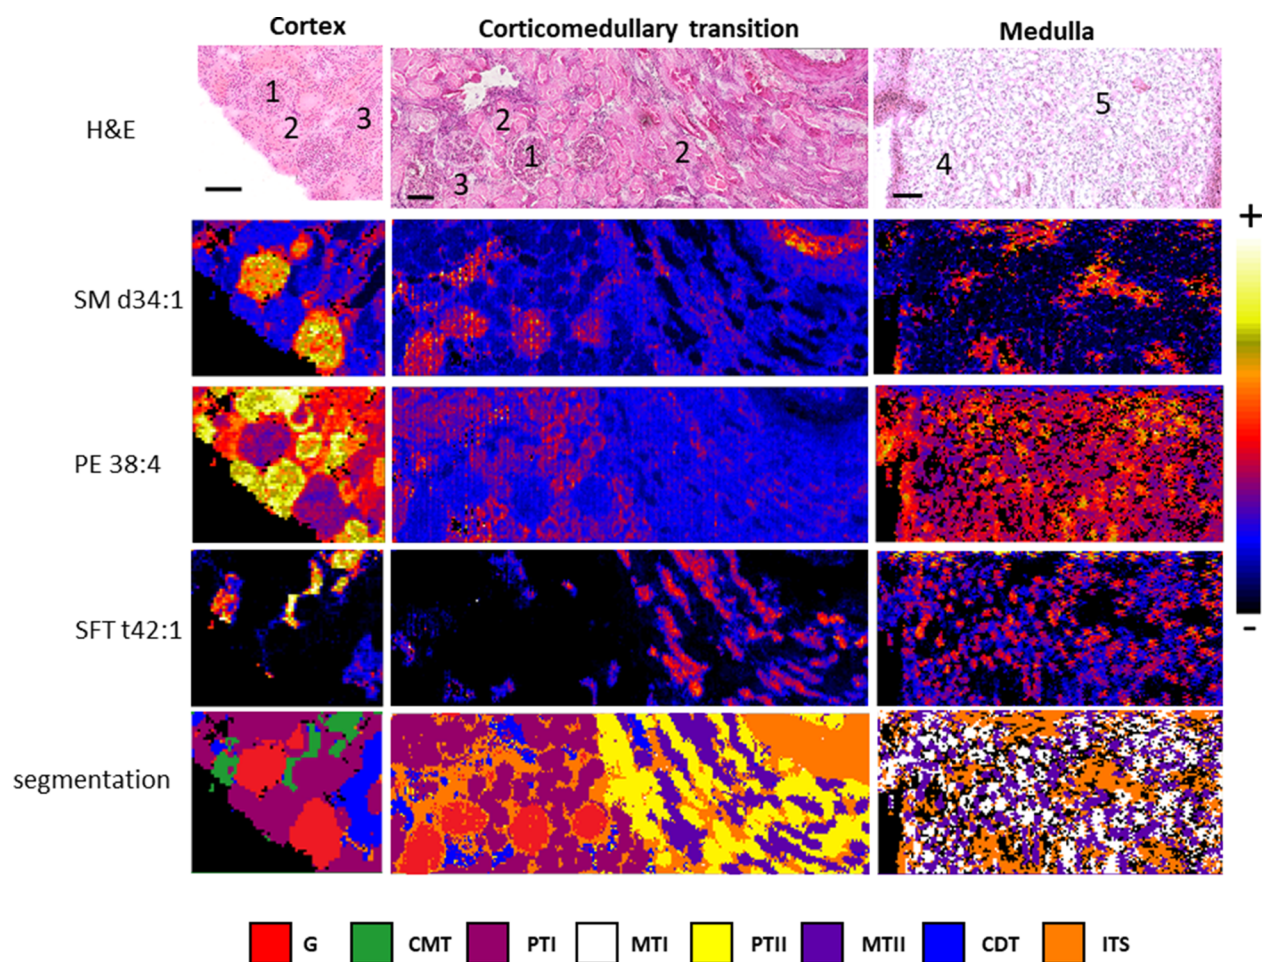 Cortex
Corticomedullary transition
Medulla
H&E
1
2
3
2
1
3
2
5
4
+
SM d34:1
PE 38:4
SFT t42:1
-
segmentation
G CMT PTI MTI PTII MTII CDT ITS